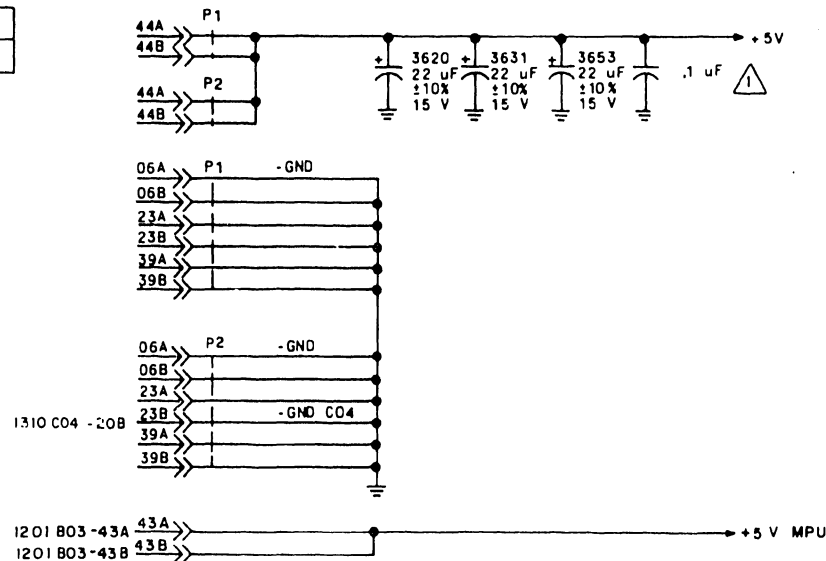 44A P1
44B
+5V
+ 3620 + 3631 + 3653
22 uF 22 uF 22 uF .1 uF 1
±10% ±10% ±10%
15 V 15 V 15 V
44A P2
44B
06A P1 -GND
06B
23A
23B
39A
39B
06A P2 -GND
06B
23A
1310 C04 -20B 23B -GND C04
39A
39B
1201 B03-43A 43A +5 V MPU
1201 B03-43B 43B